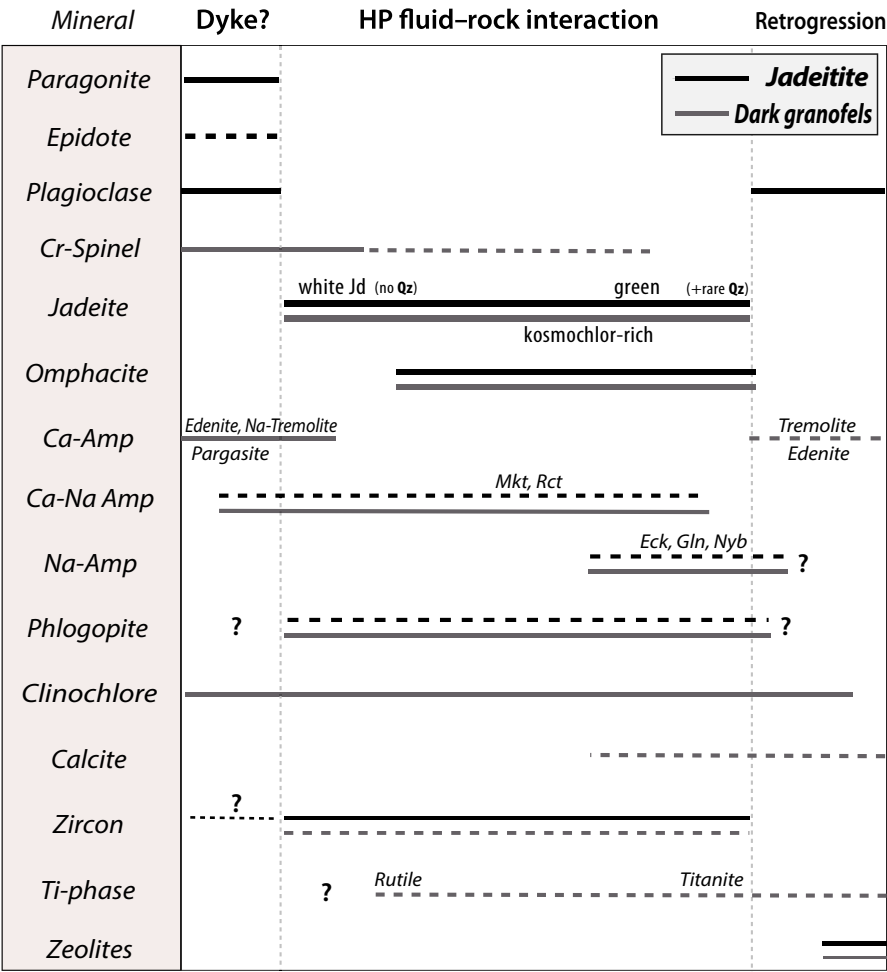 Mineral Dyke? HP fluid–rock interaction Retrogression
Jadeitite
Dark granofels
Paragonite
Epidote
Plagioclase
Cr-Spinel
white Jd (no Qz) green (+rare Qz)
Jadeite
kosmochlor-rich
Omphacite
Edenite, Na-Tremolite Tremolite
Ca-Amp
Pargasite Edenite
Mkt, Rct
Ca-Na Amp
Eck, Gln, Nyb
Na-Amp ?
Phlogopite ? ?
Clinochlore
Calcite
?
Zircon
Rutile Titanite
Ti-phase ?
Zeolites